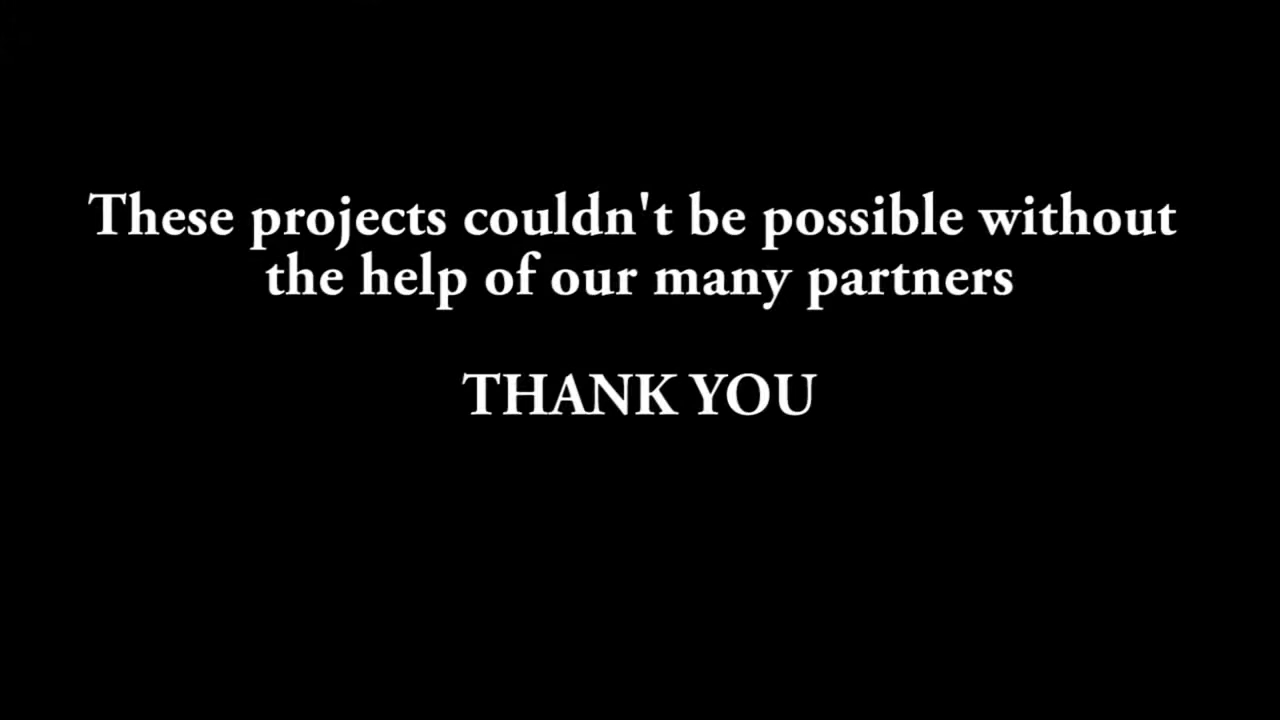 These projects couldn't be possible without
the help of our many partners
THANK YOU